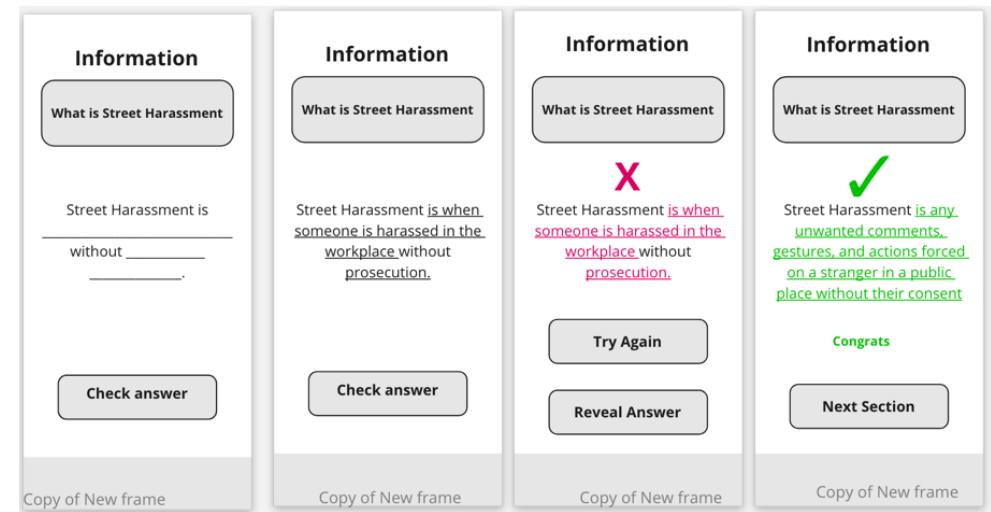 Information
What is Street Harassment
Street Harassment is
___________________________
without ___________
_____________.
Check answer
Copy of New frame
Information
What is Street Harassment
Street Harassment is when
someone is harassed in the
workplace without
prosecution.
Check answer
Copy of New frame
Information
What is Street Harassment
X
Street Harassment is when
someone is harassed in the
workplace without
prosecution.
Try Again
Reveal Answer
Copy of New frame
Information
What is Street Harassment
✓
Street Harassment is any
unwanted comments,
gestures, and actions forced
on a stranger in a public
place without their consent
Congrats
Next Section
Copy of New frame